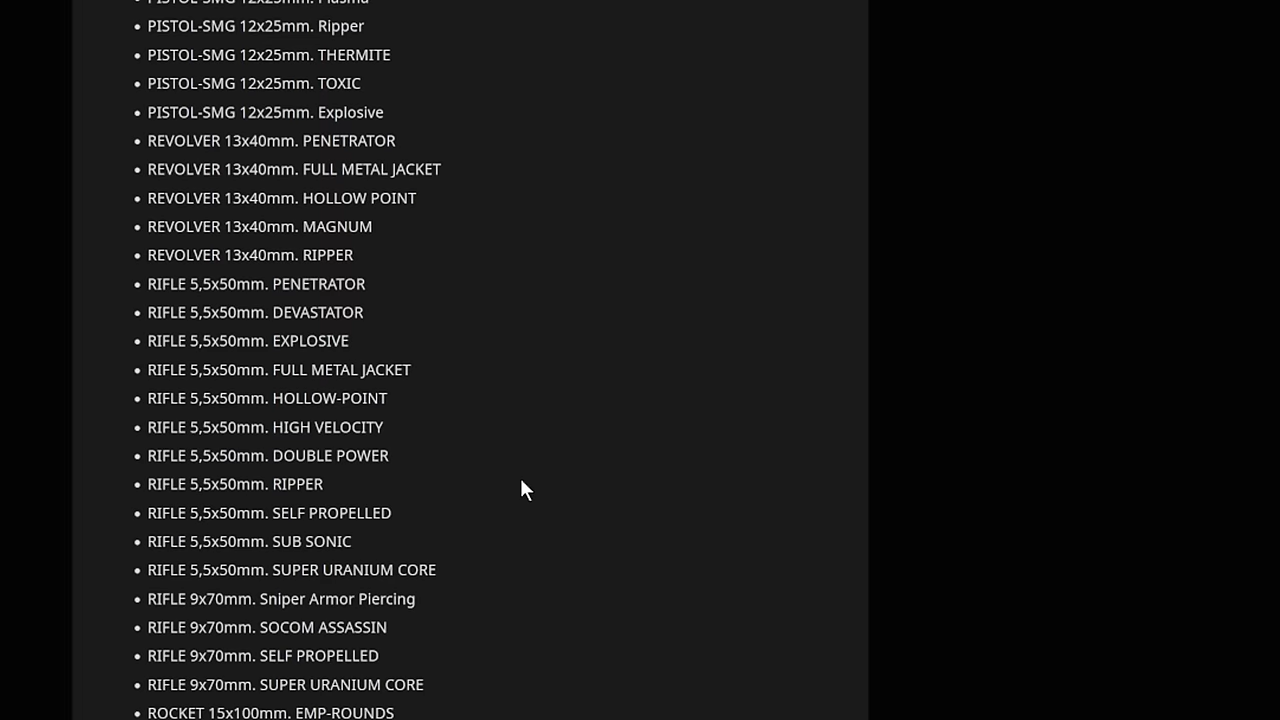 • PISTOL-SMG 12x25mm. Plasma
• PISTOL-SMG 12x25mm. Ripper
• PISTOL-SMG 12x25mm. THERMITE
• PISTOL-SMG 12x25mm. TOXIC
• PISTOL-SMG 12x25mm. Explosive
• REVOLVER 13x40mm. PENETRATOR
• REVOLVER 13x40mm. FULL METAL JACKET
• REVOLVER 13x40mm. HOLLOW POINT
• REVOLVER 13x40mm. MAGNUM
• REVOLVER 13x40mm. RIPPER
• RIFLE 5,5x50mm. PENETRATOR
• RIFLE 5,5x50mm. DEVASTATOR
• RIFLE 5,5x50mm. EXPLOSIVE
• RIFLE 5,5x50mm. FULL METAL JACKET
• RIFLE 5,5x50mm. HOLLOW-POINT
• RIFLE 5,5x50mm. HIGH VELOCITY
• RIFLE 5,5x50mm. DOUBLE POWER
• RIFLE 5,5x50mm. RIPPER
• RIFLE 5,5x50mm. SELF PROPELLED
• RIFLE 5,5x50mm. SUB SONIC
• RIFLE 5,5x50mm. SUPER URANIUM CORE
• RIFLE 9x70mm. Sniper Armor Piercing
• RIFLE 9x70mm. SOCOM ASSASSIN
• RIFLE 9x70mm. SELF PROPELLED
• RIFLE 9x70mm. SUPER URANIUM CORE
• ROCKET 15x100mm. EMP-ROUNDS